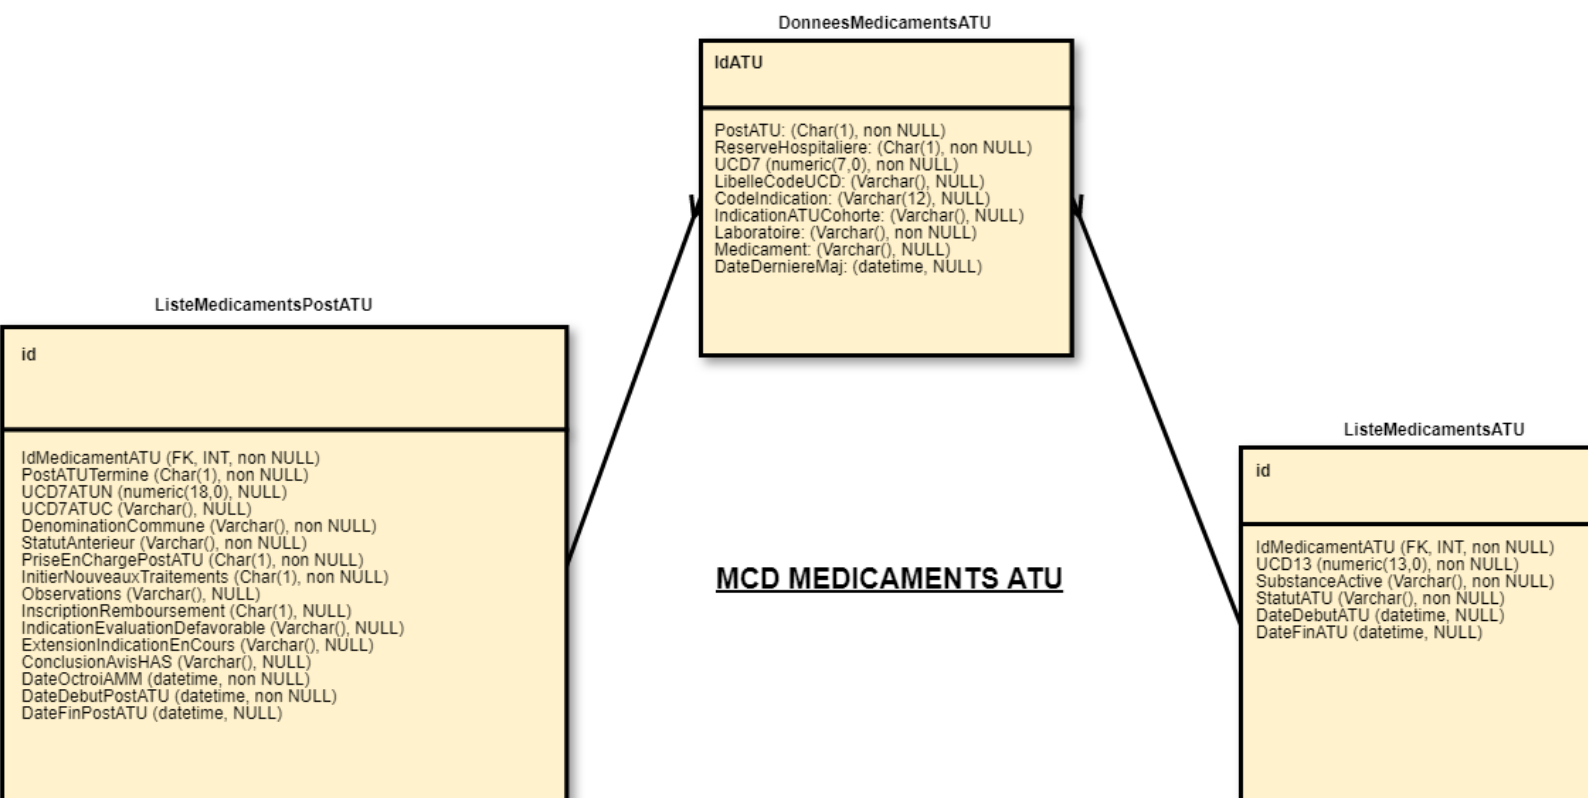 DonneesMedicamentsATU
IdATU
PostATU: (Char(1), non NULL)
ReserveHospitaliere: (Char(1), non NULL)
UCD7 (numeric(7,0), non NULL)
LibelleCodeUCD: (Varchar(), NULL)
CodeIndication: (Varchar(12), NULL)
IndicationATUCohorte: (Varchar(), NULL)
Laboratoire: (Varchar(), non NULL)
Medicament: (Varchar(), NULL)
DateDerniereMaj: (datetime, NULL)
ListeMedicamentsPostATU
id
IdMedicamentATU (FK, INT, non NULL)
PostATUTermine (Char(1), non NULL)
UCD7ATUN (numeric(18,0), NULL)
UCD7ATUC (Varchar(), NULL)
DenominationCommune (Varchar(), non NULL)
StatutAnterieur (Varchar(), non NULL)
PriseEnChargePostATU (Char(1), non NULL)
InitierNouveauxTraitements (Char(1), non NULL)
Observations (Varchar(), NULL)
InscriptionRemboursement (Char(1), NULL)
IndicationEvaluationDefavorable (Varchar(), NULL)
ExtensionIndicationEnCours (Varchar(), NULL)
ConclusionAvisHAS (Varchar(), NULL)
DateOctroiAMM (datetime, non NULL)
DateDebutPostATU (datetime, non NULL)
DateFinPostATU (datetime, NULL)
MCD MEDICAMENTS ATU
ListeMedicamentsATU
id
IdMedicamentATU (FK, INT, non NULL)
UCD13 (numeric(13,0), non NULL)
SubstanceActive (Varchar(), non NULL)
StatutATU (Varchar(), non NULL)
DateDebutATU (datetime, NULL)
DateFinATU (datetime, NULL)